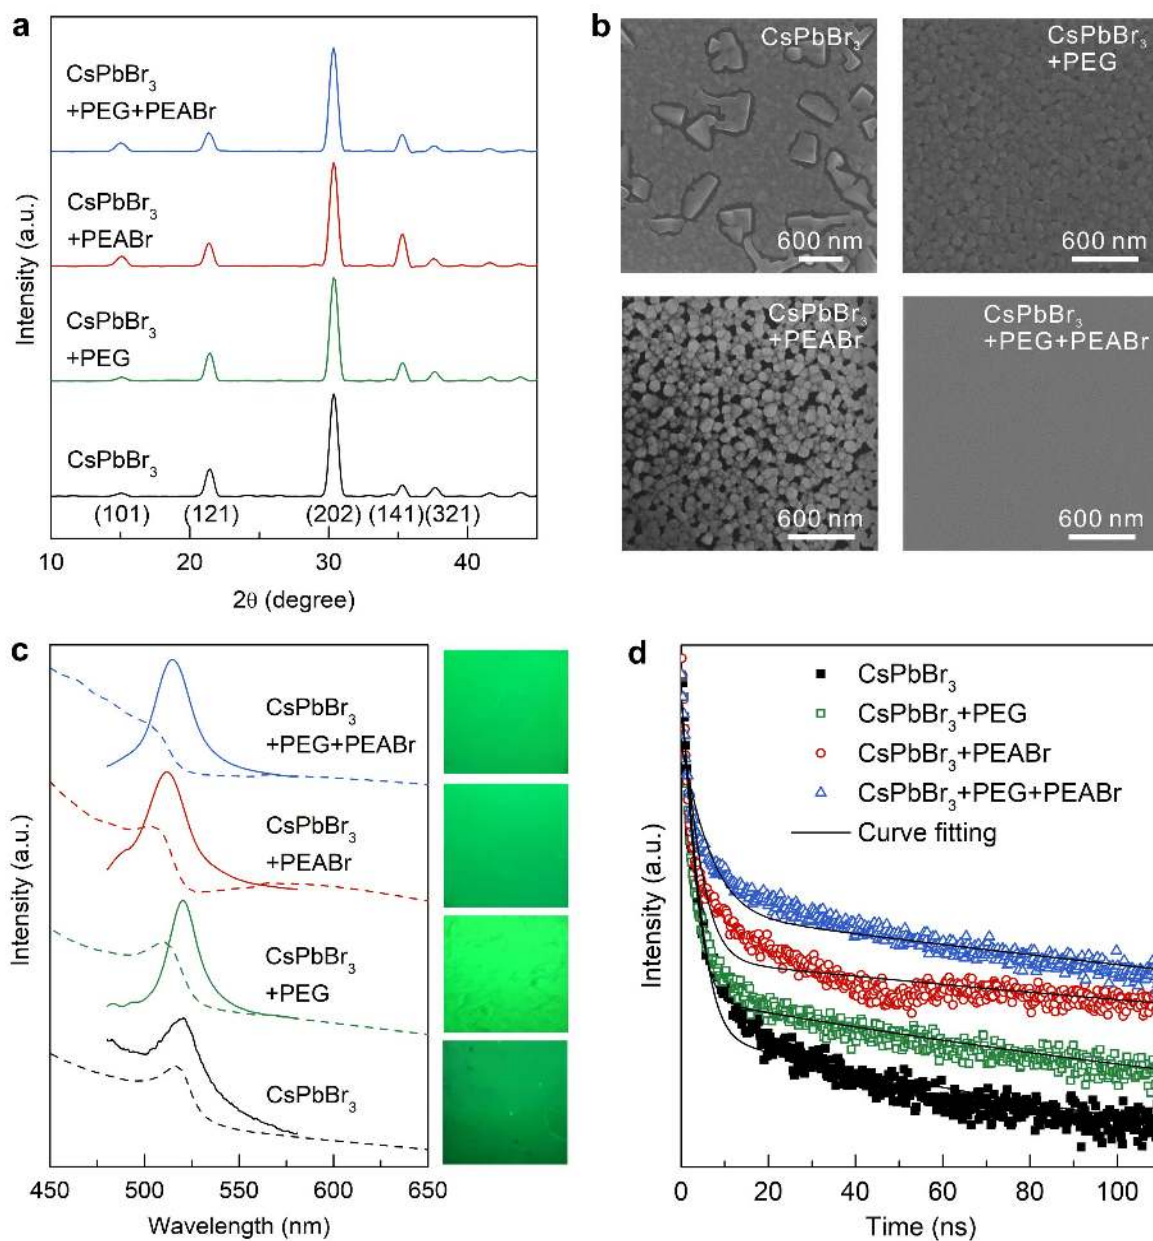 a
CsPbBr₃
+PEG+PEABr
CsPbBr₃
+PEABr
CsPbBr₃
+PEG
CsPbBr₃
(101) (121) (202) (141) (321)
10 20 30 40
2θ (degree)
Intensity (a.u.)
b
CsPbBr₃
600 nm
CsPbBr₃
+PEG
600 nm
CsPbBr₃
+PEABr
600 nm
CsPbBr₃
+PEG+PEABr
600 nm
c
CsPbBr₃
+PEG+PEABr
CsPbBr₃
+PEABr
CsPbBr₃
+PEG
CsPbBr₃
450 500 550 600 650
Wavelength (nm)
Intensity (a.u.)
d
CsPbBr₃
CsPbBr₃+PEG
CsPbBr₃+PEABr
CsPbBr₃+PEG+PEABr
Curve fitting
0 20 40 60 80 100
Time (ns)
Intensity (a.u.)